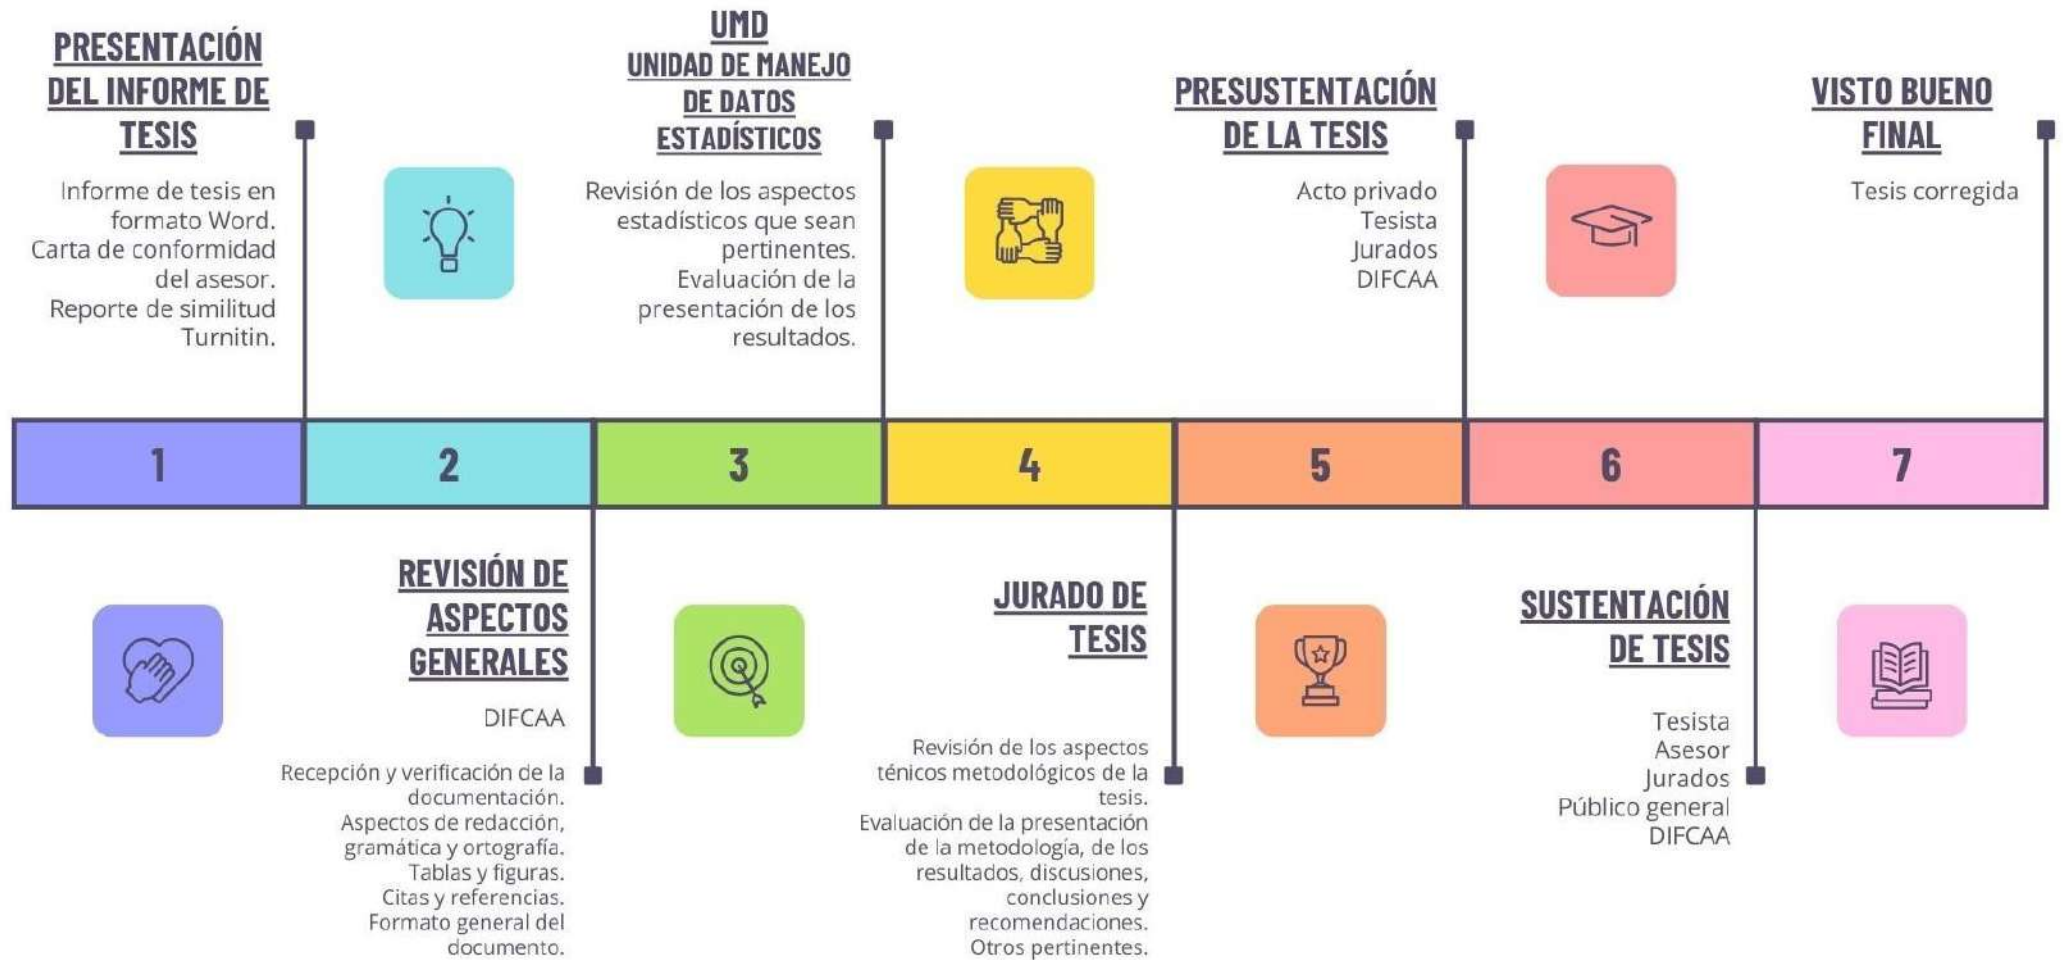 PRESENTACIÓN
DEL INFORME DE
TESIS
Informe de tesis en
formato Word.
Carta de conformidad
del asesor.
Reporte de similitud
Turnitin.
UMD
UNIDAD DE MANEJO
DE DATOS
ESTADÍSTICOS
Revisión de los aspectos
estadísticos que sean
pertinentes.
Evaluación de la
presentación de los
resultados.
PRESUSTENTACIÓN
DE LA TESIS
Acto privado
Tesista
Jurados
DIFCAA
VISTO BUENO
FINAL
Tesis corregida
1
2
3
4
5
6
7
REVISIÓN DE
ASPECTOS
GENERALES
DIFCAA
Recepción y verificación de la
documentación.
Aspectos de redacción,
gramática y ortografía.
Tablas y figuras.
Citas y referencias.
Formato general del
documento.
JURADO DE
TESIS
Revisión de los aspectos
ténicos metodológicos de la
tesis.
Evaluación de la presentación
de la metodología, de los
resultados, discusiones,
conclusiones y
recomendaciones.
Otros pertinentes.
SUSTENTACIÓN
DE TESIS
Tesista
Asesor
Jurados
Público general
DIFCAA